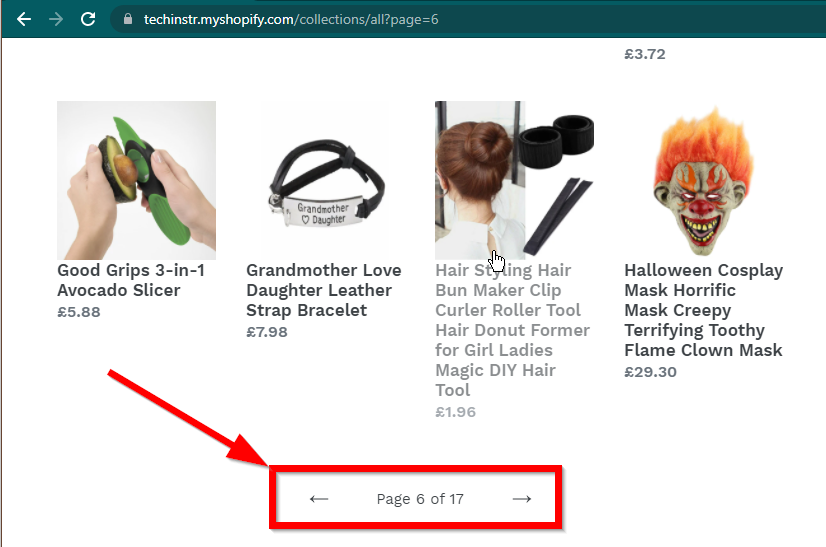 techinstr.myshopify.com/collections/all?page=6
£3.72
Grandmother
♡ Daughter
Good Grips 3-in-1
Avocado Slicer
£5.88
Grandmother Love
Daughter Leather
Strap Bracelet
£7.98
Hair Styling Hair
Bun Maker Clip
Curler Roller Tool
Hair Donut Former
for Girl Ladies
Magic DIY Hair
Tool
£1.96
Halloween Cosplay
Mask Horrific
Mask Creepy
Terrifying Toothy
Flame Clown Mask
£29.30
← Page 6 of 17 →